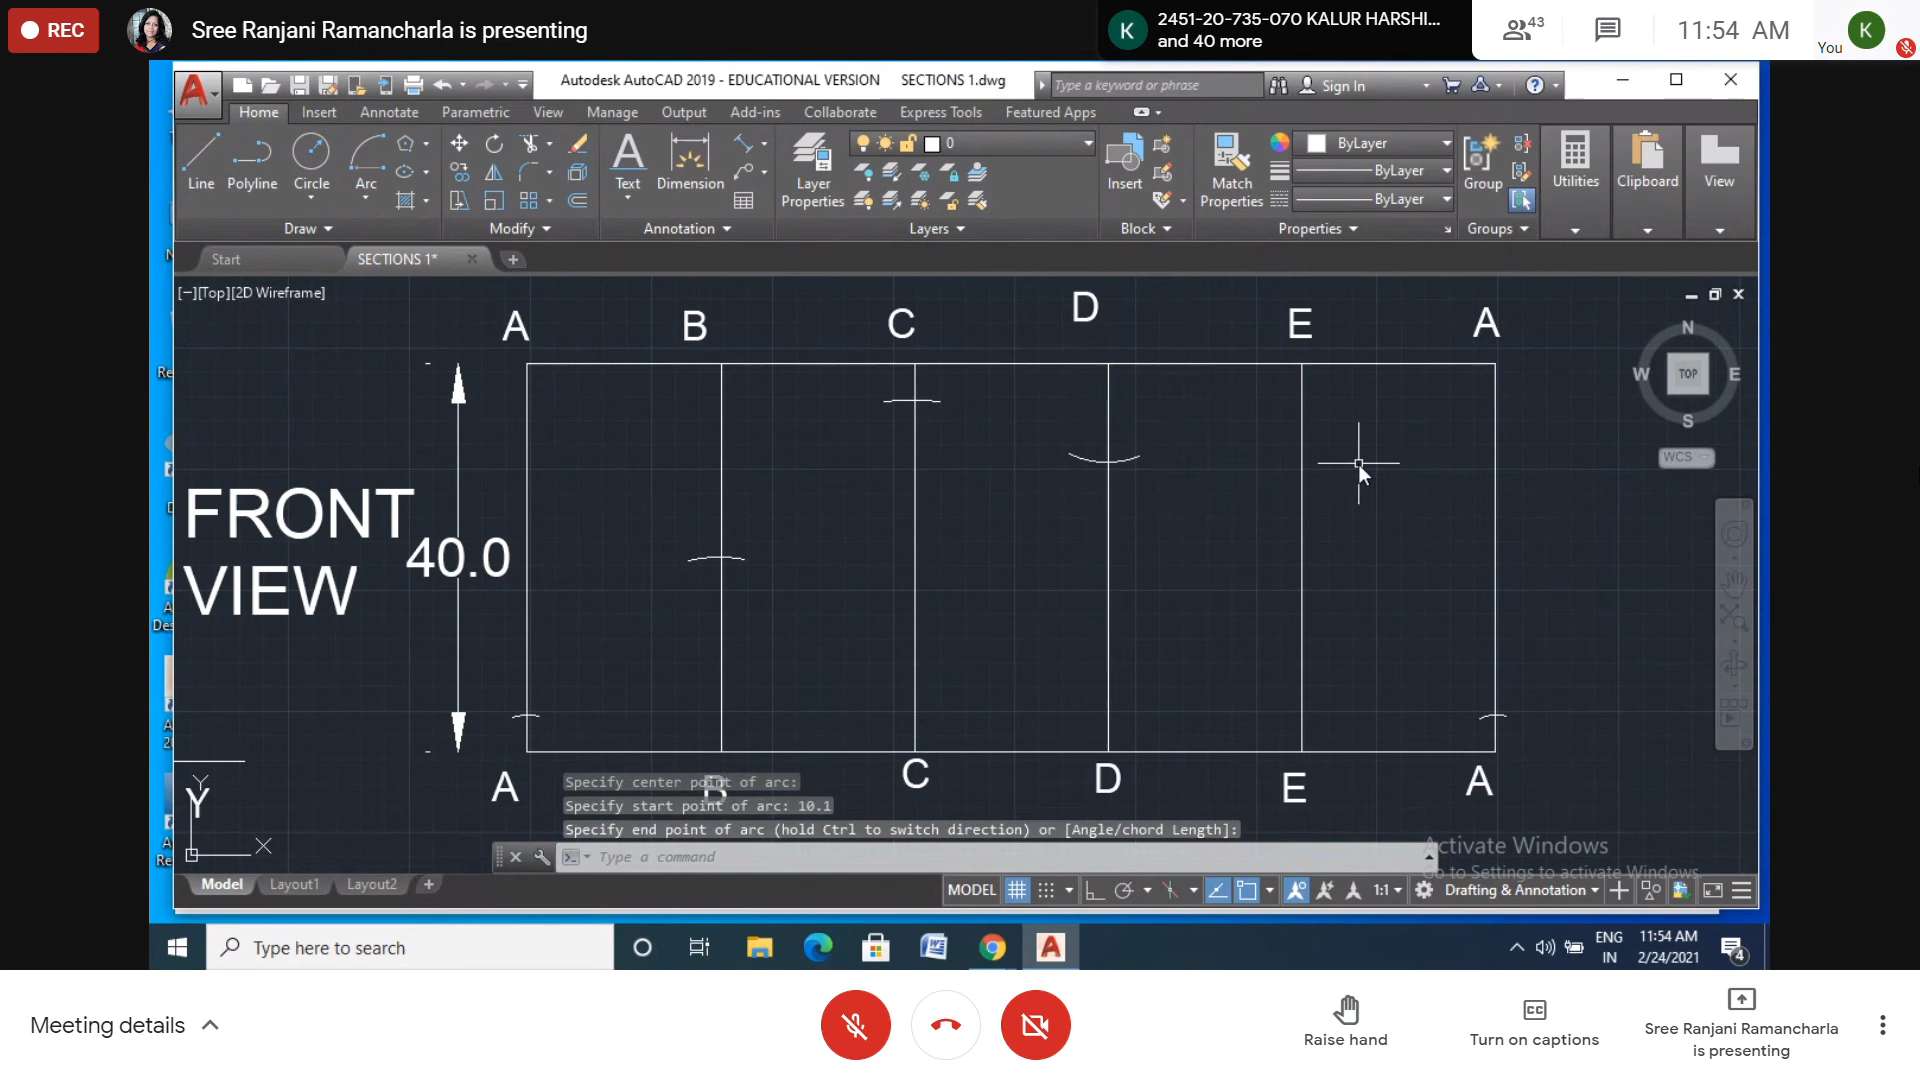 REC
Sree Ranjani Ramancharla is presenting
K
2451-20-735-070 KALUR HARSHI...
and 40 more
43
11:54 AM
You
K
Autodesk AutoCAD 2019 - EDUCATIONAL VERSION SECTIONS 1.dwg
Type a keyword or phrase
Sign In
Home Insert Annotate Parametric View Manage Output Add-ins Collaborate Express Tools Featured Apps
0
ByLayer
ByLayer
ByLayer
Line Polyline Circle Arc
Text Dimension
Layer
Properties
Insert
Match
Properties
Group
Utilities
Clipboard
View
Draw
Modify
Annotation
Layers
Block
Properties
Groups
Start
SECTIONS 1*
[−][Top][2D Wireframe]
A B C D E A
N
W TOP E
S
WCS
FRONT
VIEW
40.0
A B C D E A
Y
Y
X
Specify center point of arc:
Specify start point of arc: 10.1
Specify end point of arc (hold Ctrl to switch direction) or [Angle/chord Length]:
Type a command
Activate Windows
Go to Settings to activate Windows.
Model Layout1 Layout2
MODEL
1:1
Drafting & Annotation
Type here to search
ENG
IN
11:54 AM
2/24/2021
4
Meeting details
Raise hand
Turn on captions
Sree Ranjani Ramancharla
is presenting